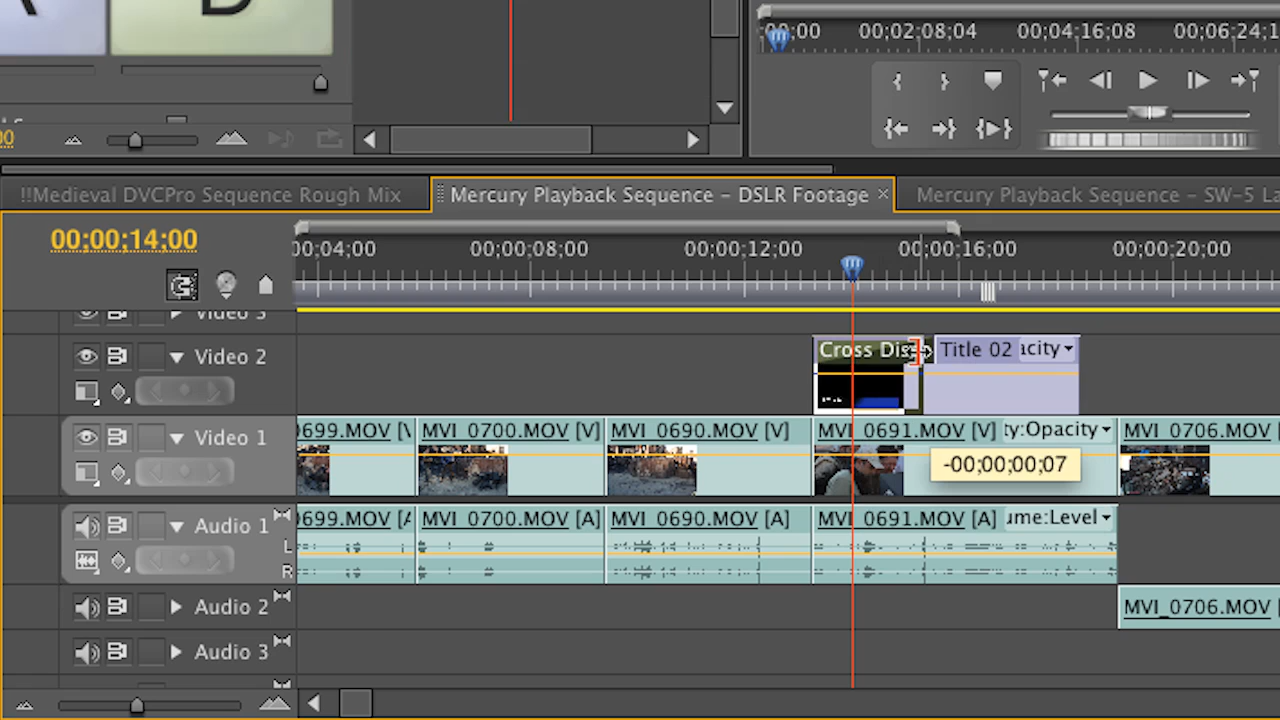 00;00 00;02;08;04 00;04;16;08 00;06;24;1
00
!!Medieval DVCPro Sequence Rough Mix
Mercury Playback Sequence – DSLR Footage ×
Mercury Playback Sequence – SW-5 La
00;00;14;00
00;04;00 00;00;08;00 00;00;12;00 00;00;16;00 00;00;20;00
Video 3
Video 2
Cross Dis
Title 02 acity
Video 1
0699.MOV [V
MVI_0700.MOV [V]
MVI_0690.MOV [V]
MVI_0691.MOV [V] ty:Opacity
MVI_0706.MOV
-00;00;00;07
Audio 1
L
R
0699.MOV [A
MVI_0700.MOV [A]
MVI_0690.MOV [A]
MVI_0691.MOV [A] ume:Level
Audio 2
MVI_0706.MOV [
Audio 3